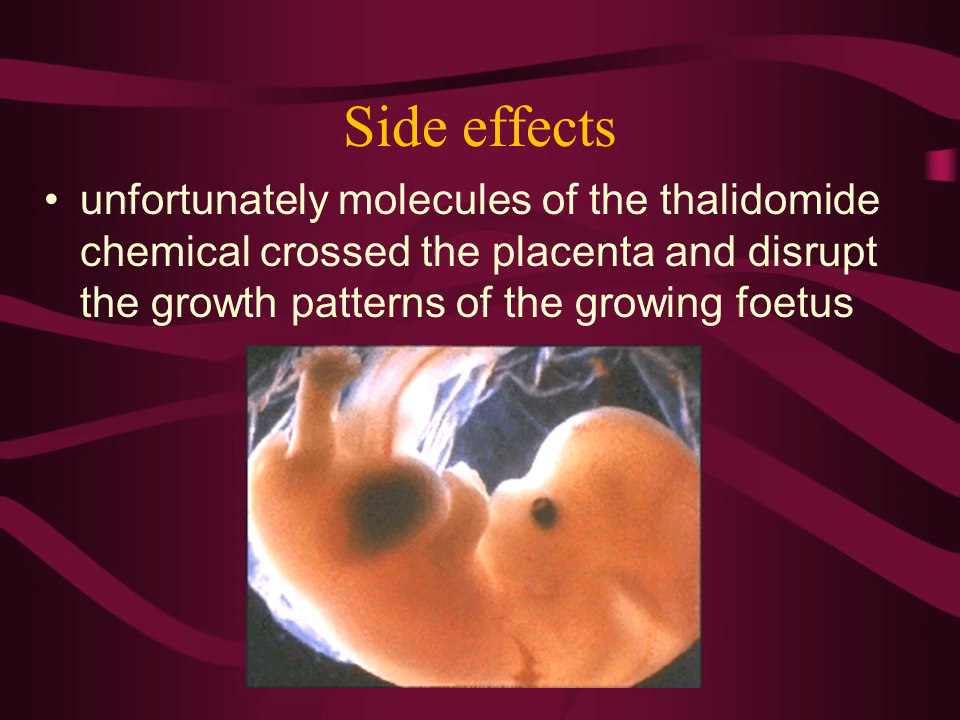 Side effects
• unfortunately molecules of the thalidomide
chemical crossed the placenta and disrupt
the growth patterns of the growing foetus